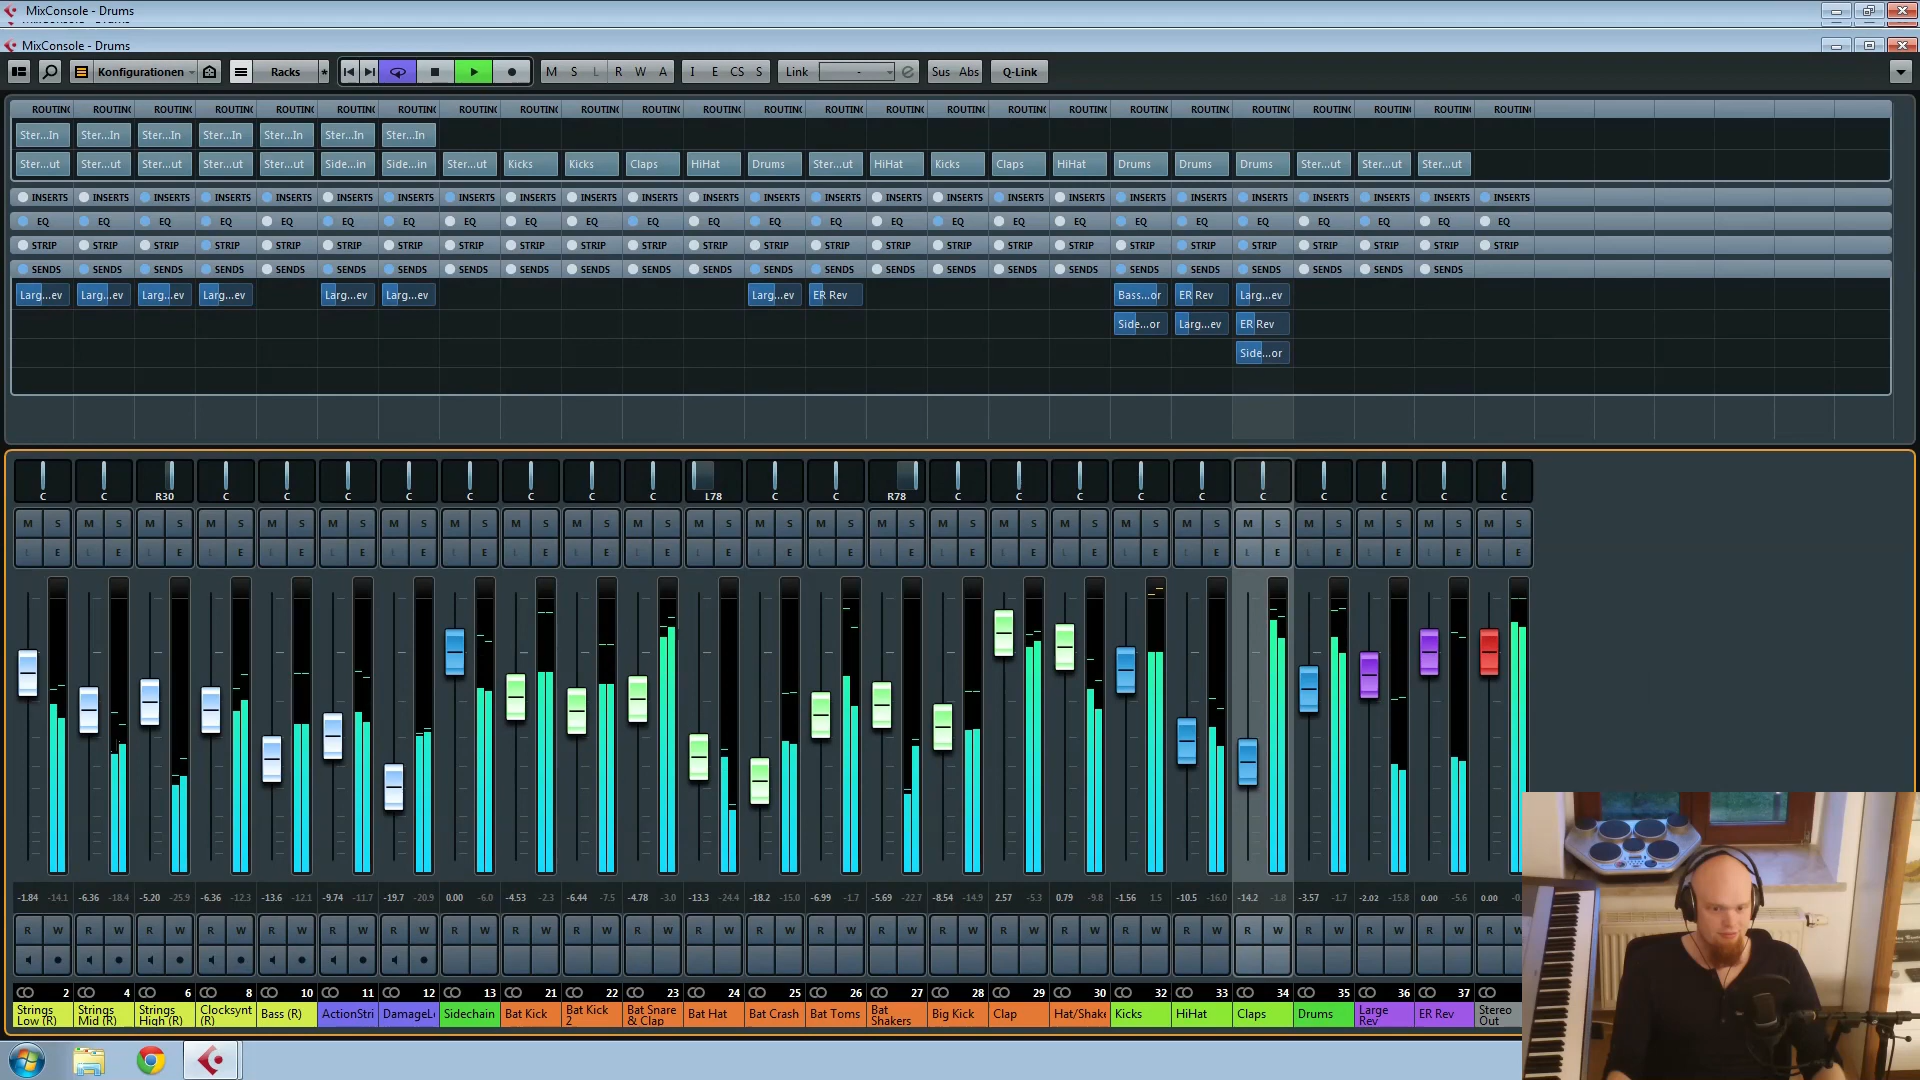 MixConsole - Drums
MixConsole - Drums
Konfigurationen Racks * M S L R W A I E CS S Link - Sus Abs Q-Link
ROUTING ROUTING ROUTING ROUTING ROUTING ROUTING ROUTING ROUTING ROUTING ROUTING ROUTING ROUTING ROUTING ROUTING ROUTING ROUTING ROUTING ROUTING ROUTING ROUTING ROUTING ROUTING ROUTING ROUTING ROUTING
Ster...In Ster...In Ster...In Ster...In Ster...In Ster...In Ster...In
Ster...ut Ster...ut Ster...ut Ster...ut Ster...ut Side...in Side...in Ster...ut Kicks Kicks Claps HiHat Drums Ster...ut HiHat Kicks Claps HiHat Drums Drums Drums Ster...ut Ster...ut Ster...ut
INSERTS INSERTS INSERTS INSERTS INSERTS INSERTS INSERTS INSERTS INSERTS INSERTS INSERTS INSERTS INSERTS INSERTS INSERTS INSERTS INSERTS INSERTS INSERTS INSERTS INSERTS INSERTS INSERTS INSERTS INSERTS
EQ EQ EQ EQ EQ EQ EQ EQ EQ EQ EQ EQ EQ EQ EQ EQ EQ EQ EQ EQ EQ EQ EQ EQ EQ
STRIP STRIP STRIP STRIP STRIP STRIP STRIP STRIP STRIP STRIP STRIP STRIP STRIP STRIP STRIP STRIP STRIP STRIP STRIP STRIP STRIP STRIP STRIP STRIP STRIP
SENDS SENDS SENDS SENDS SENDS SENDS SENDS SENDS SENDS SENDS SENDS SENDS SENDS SENDS SENDS SENDS SENDS SENDS SENDS SENDS SENDS SENDS SENDS SENDS
Larg...ev Larg...ev Larg...ev Larg...ev Larg...ev Larg...ev Larg...ev ER Rev Bass...or ER Rev Larg...ev
Side...or Larg...ev ER Rev
Side...or
C C R30 C C C C C C C C L78 C C R78 C C C C C C C C C C
M S M S M S M S M S M S M S M S M S M S M S M S M S M S M S M S M S M S M S M S M S M S M S M S M S
L E L E L E L E L E L E L E L E L E L E L E L E L E L E L E L E L E L E L E L E L E L E L E L E L E
-1.84 -14.1 -6.36 -18.4 -5.20 -25.9 -6.36 -12.3 -13.6 -12.1 -9.74 -11.7 -19.7 -20.9 0.00 -6.0 -4.53 -2.3 -6.44 -7.5 -4.78 -3.0 -13.3 -24.4 -18.2 -15.0 -6.99 -1.7 -5.69 -22.7 -8.54 -14.9 2.57 -5.3 0.79 -9.8 -1.56 1.5 -10.5 -16.0 -14.2 -1.8 -3.57 -1.7 -2.02 -15.8 0.00 -5.6 0.00
R W R W R W R W R W R W R W R W R W R W R W R W R W R W R W R W R W R W R W R W R W R W R W R W R W
2 4 6 8 10 11 12 13 21 22 23 24 25 26 27 28 29 30 32 33 34 35 36 37
Strings Mid Strings Strings Clocksynt Bass (R) ActionStri DamageL Sidechain Bat Kick Bat Kick Bat Snare Bat Hat Bat Crash Bat Toms Bat Big Kick Clap Hat/Shake Kicks HiHat Claps Drums Large ER Rev Stereo
Low (R) Mid (R) High (R) (R) 2 & Clap Shakers Rev Out